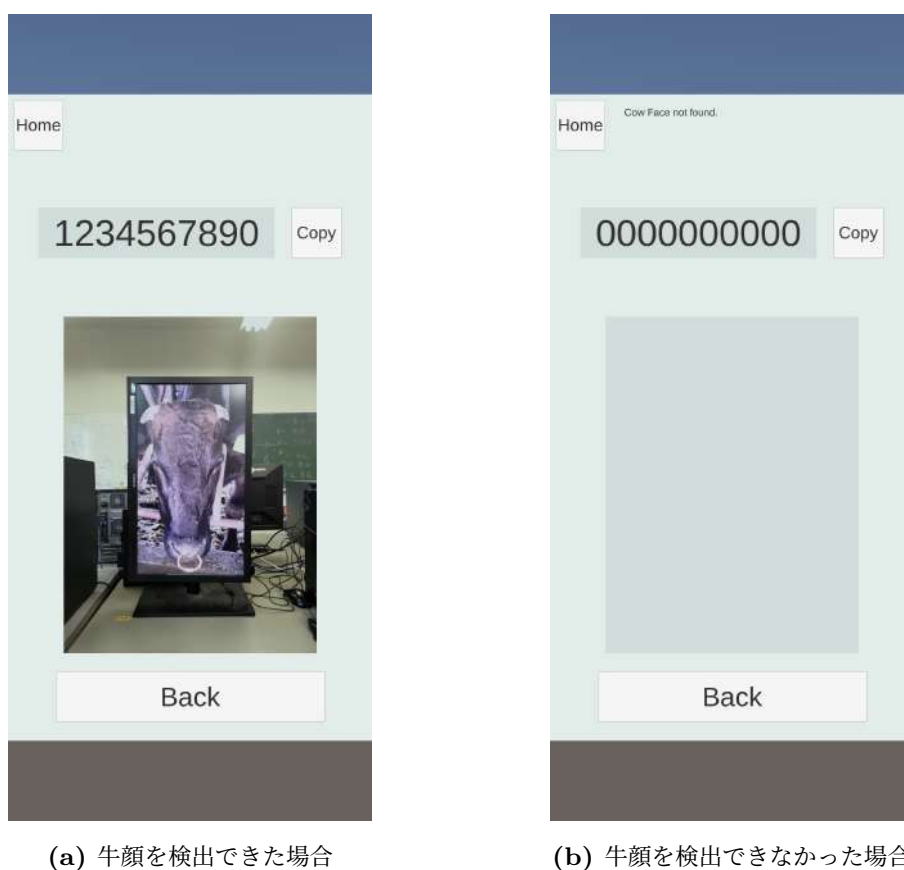 Home
1234567890
Copy
Back
(a) 牛顔を検出できた場合
Home
Cow Face not found.
0000000000
Copy
Back
(b) 牛顔を検出できなかった場合